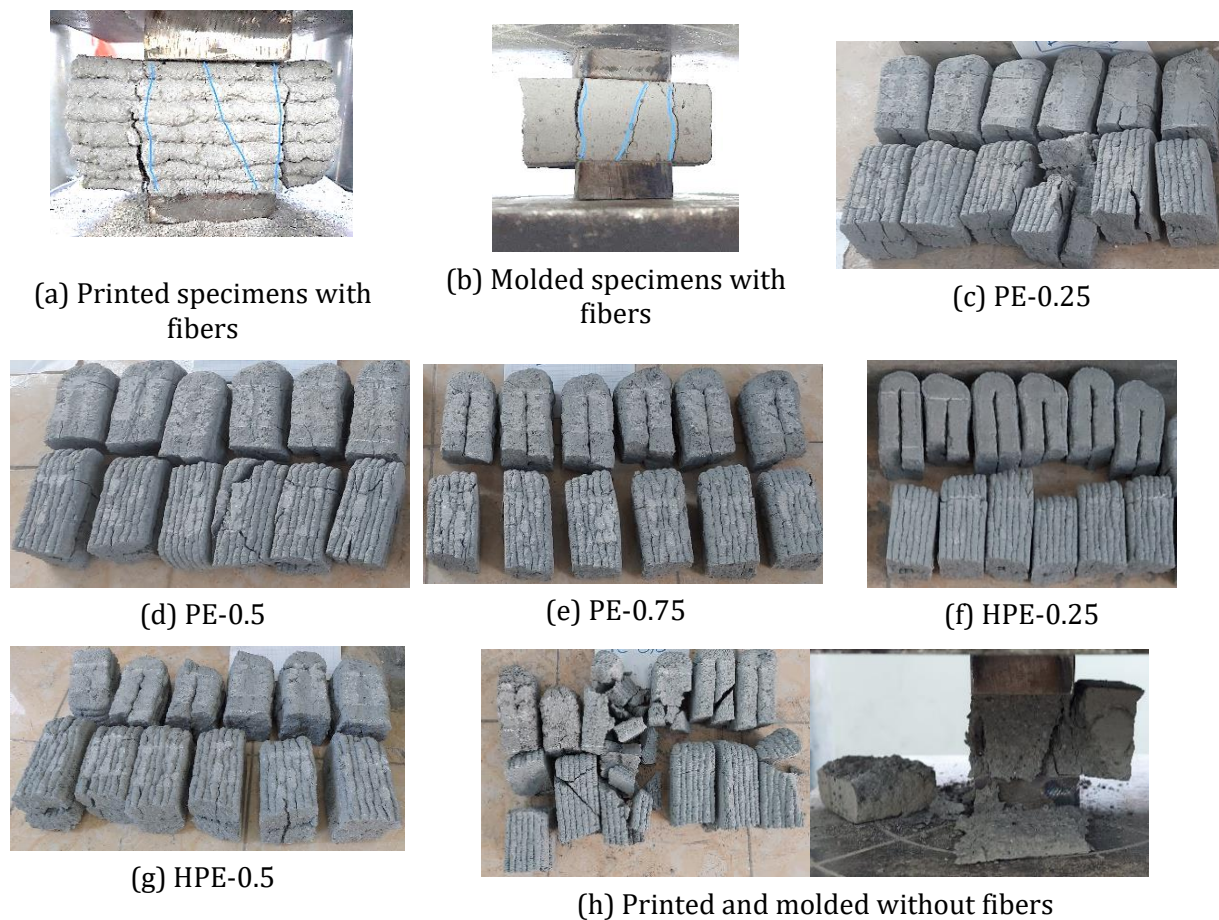 (a) Printed specimens with
fibers
(b) Molded specimens with
fibers
(c) PE-0.25
(d) PE-0.5
(e) PE-0.75
(f) HPE-0.25
(g) HPE-0.5
(h) Printed and molded without fibers